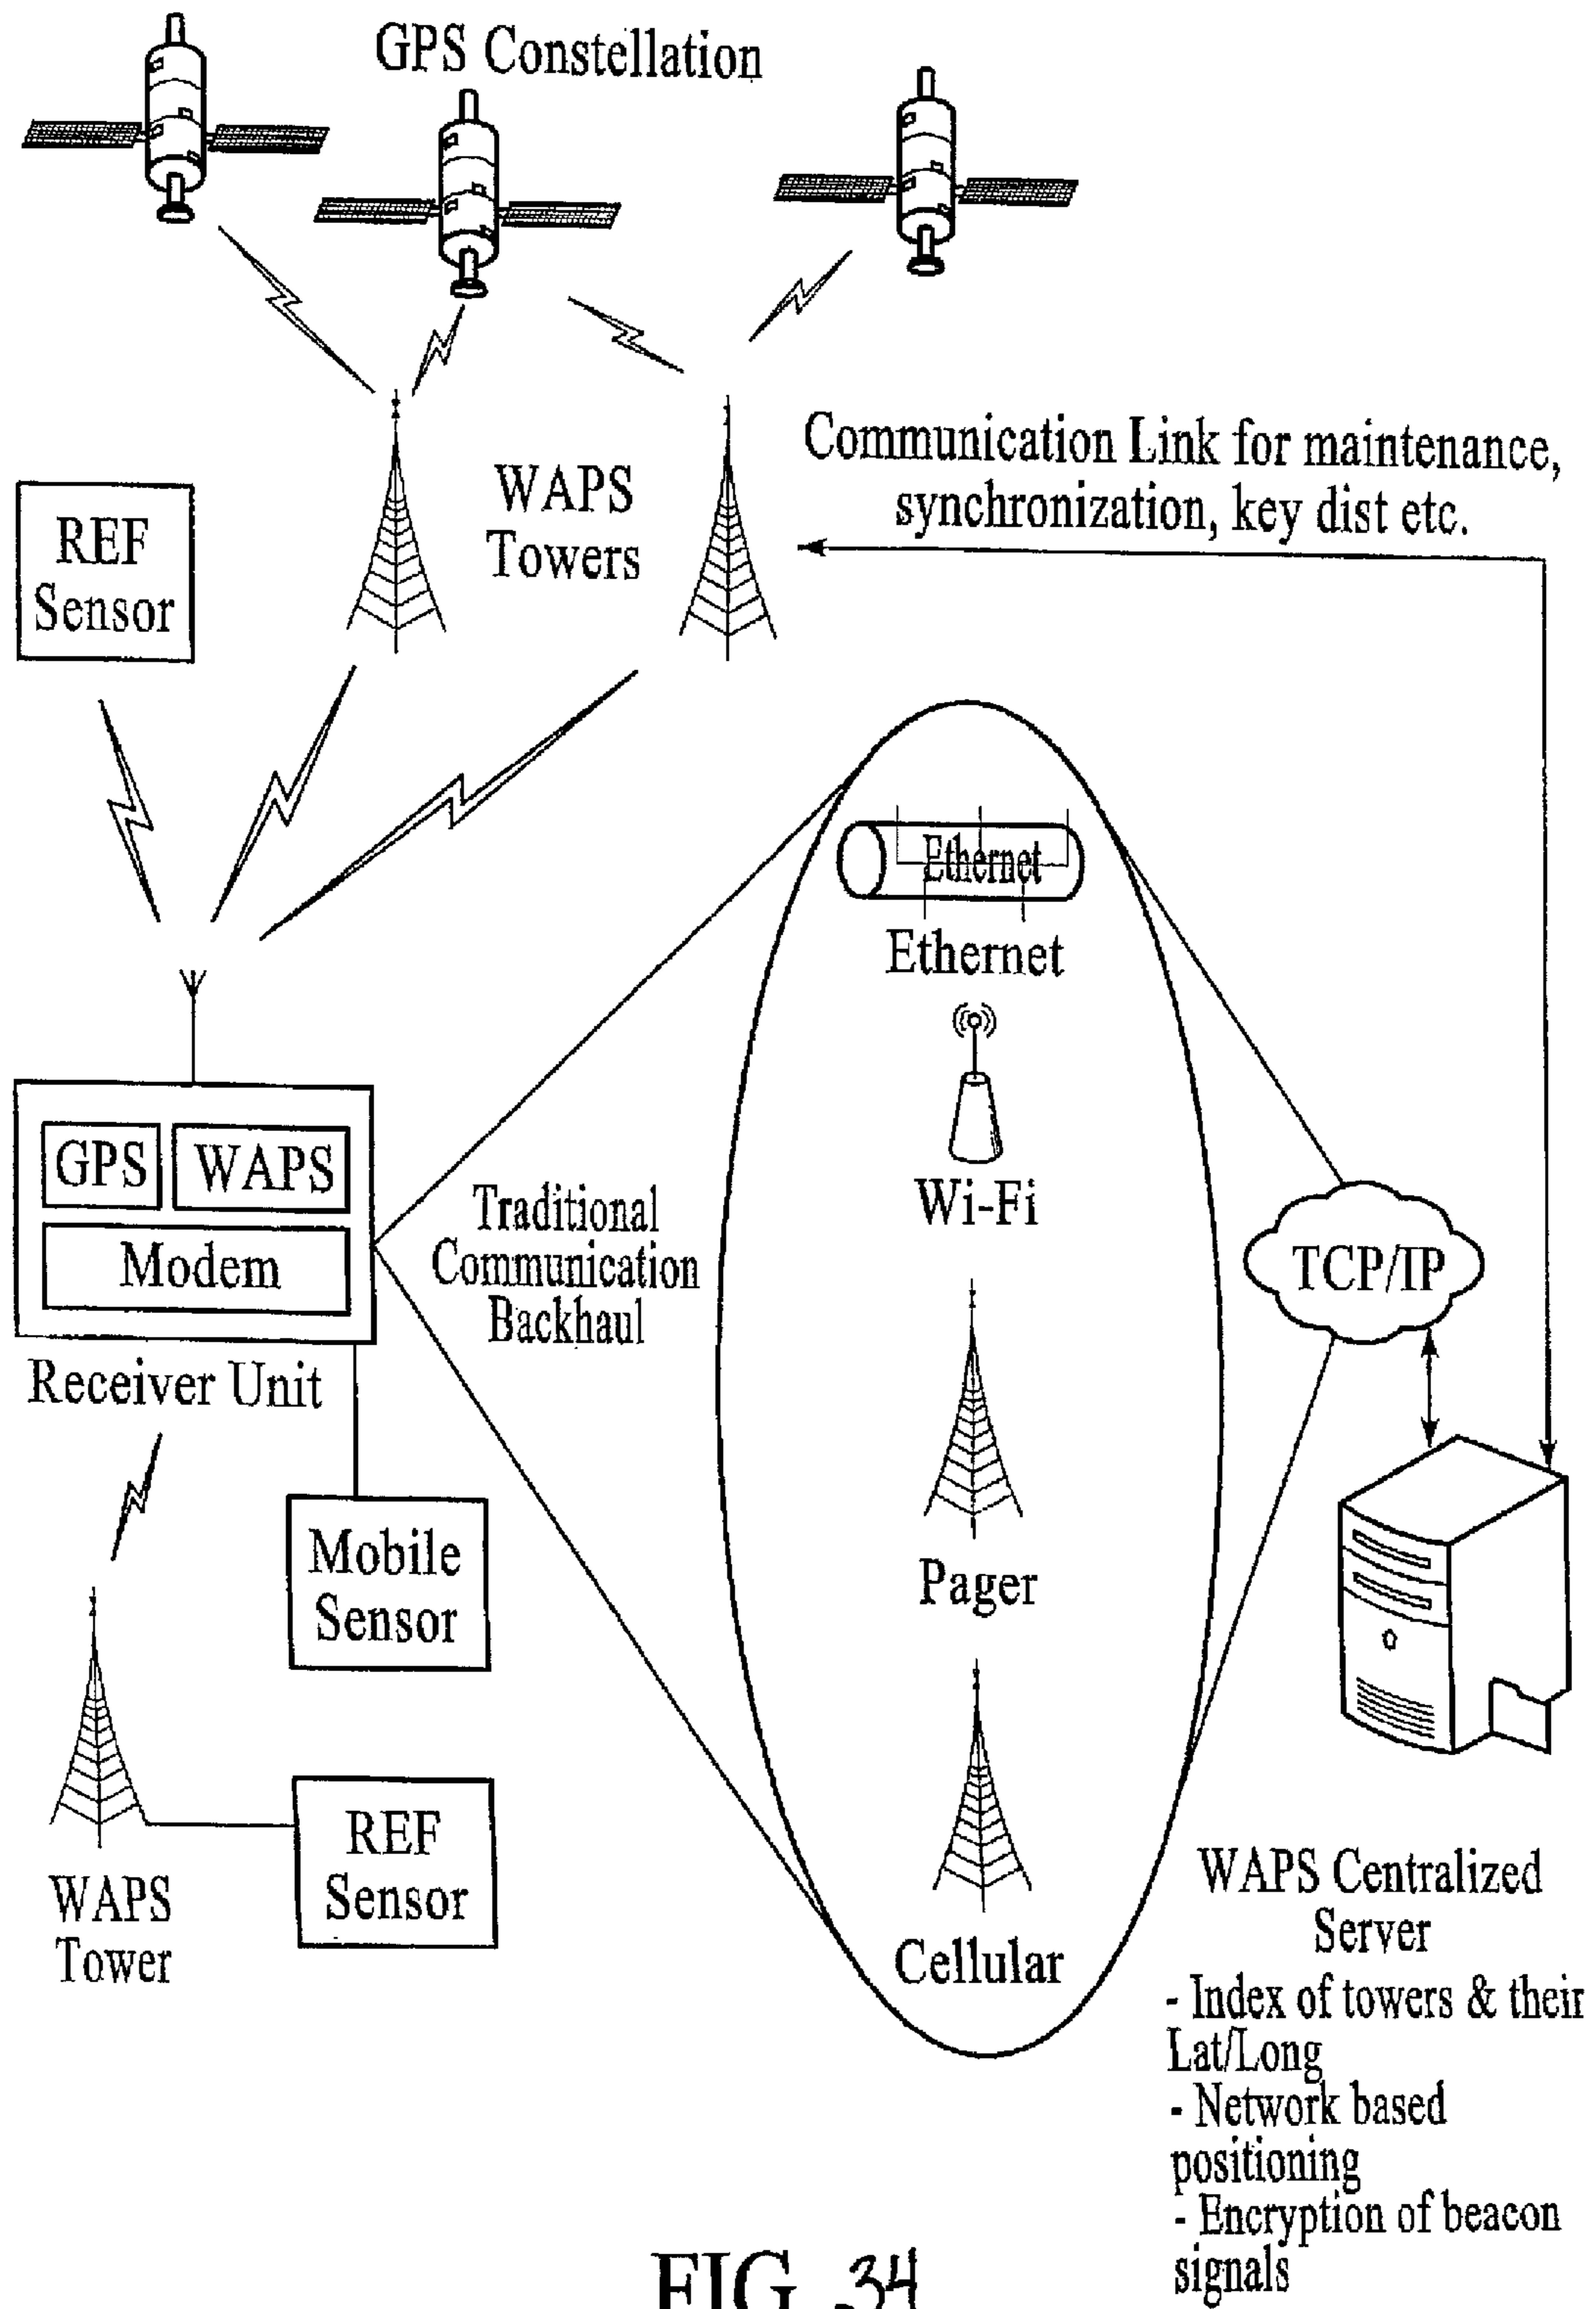 GPS Constellation
Communication Link for maintenance,
synchronization, key dist etc.
WAPS
Towers
REF
Sensor
Ethernet
Ethernet
Wi-Fi
GPS
WAPS
Modem
Receiver Unit
Traditional
Communication
Backhaul
TCP/IP
Pager
Mobile
Sensor
Cellular
REF
Sensor
WAPS
Tower
WAPS Centralized
Server
- Index of towers & their
Lat/Long
- Network based
positioning
- Encryption of beacon
signals
FIG. 34